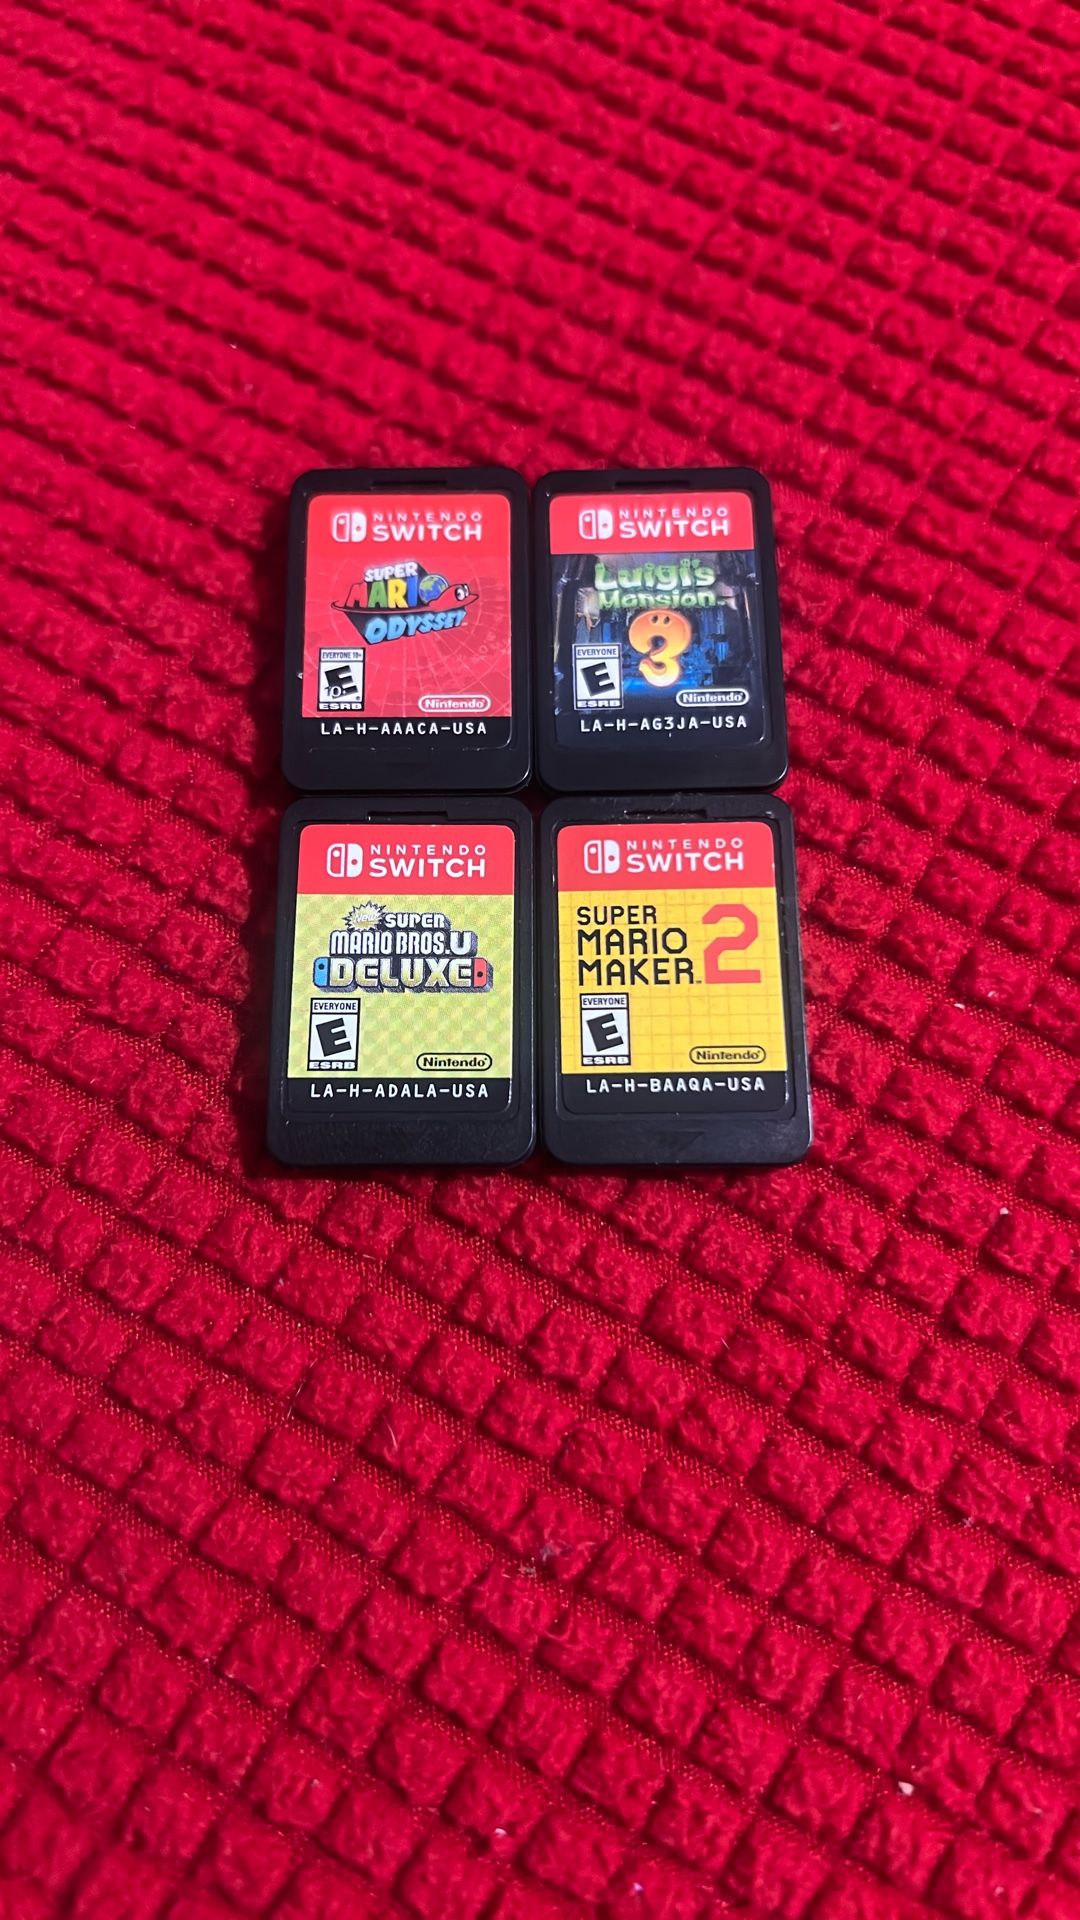 NINTENDO
SWITCH
SUPER
MARIO
ODYSSEY
EVERYONE 10+
E
10+
ESRB
Nintendo
LA-H-AAACA-USA
NINTENDO
SWITCH
Luigi's
Mansion
3
EVERYONE
E
ESRB
Nintendo
LA-H-AG3JA-USA
NINTENDO
SWITCH
New SUPER
MARIO BROS. U
DELUXE
EVERYONE
E
ESRB
Nintendo
LA-H-ADALA-USA
NINTENDO
SWITCH
SUPER
MARIO
MAKER™ 2
EVERYONE
E
ESRB
Nintendo
LA-H-BAAQA-USA